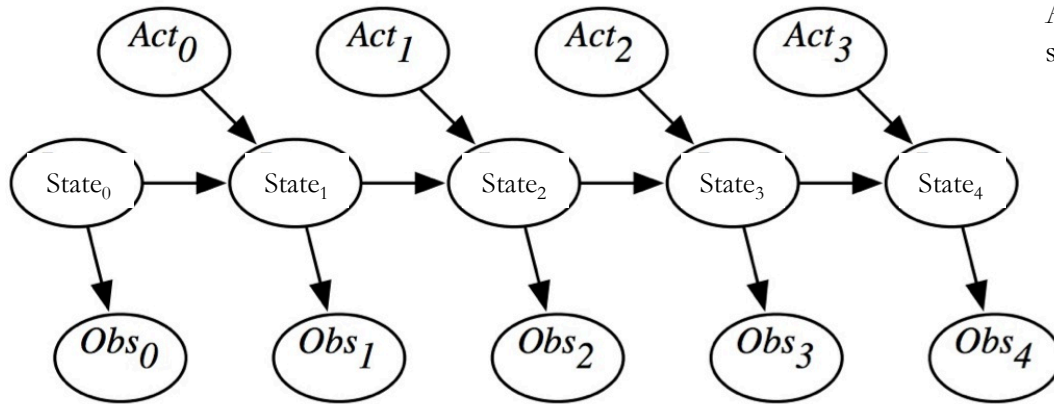 Act0 Act1 Act2 Act3
State0 State1 State2 State3 State4
Obs0 Obs1 Obs2 Obs3 Obs4